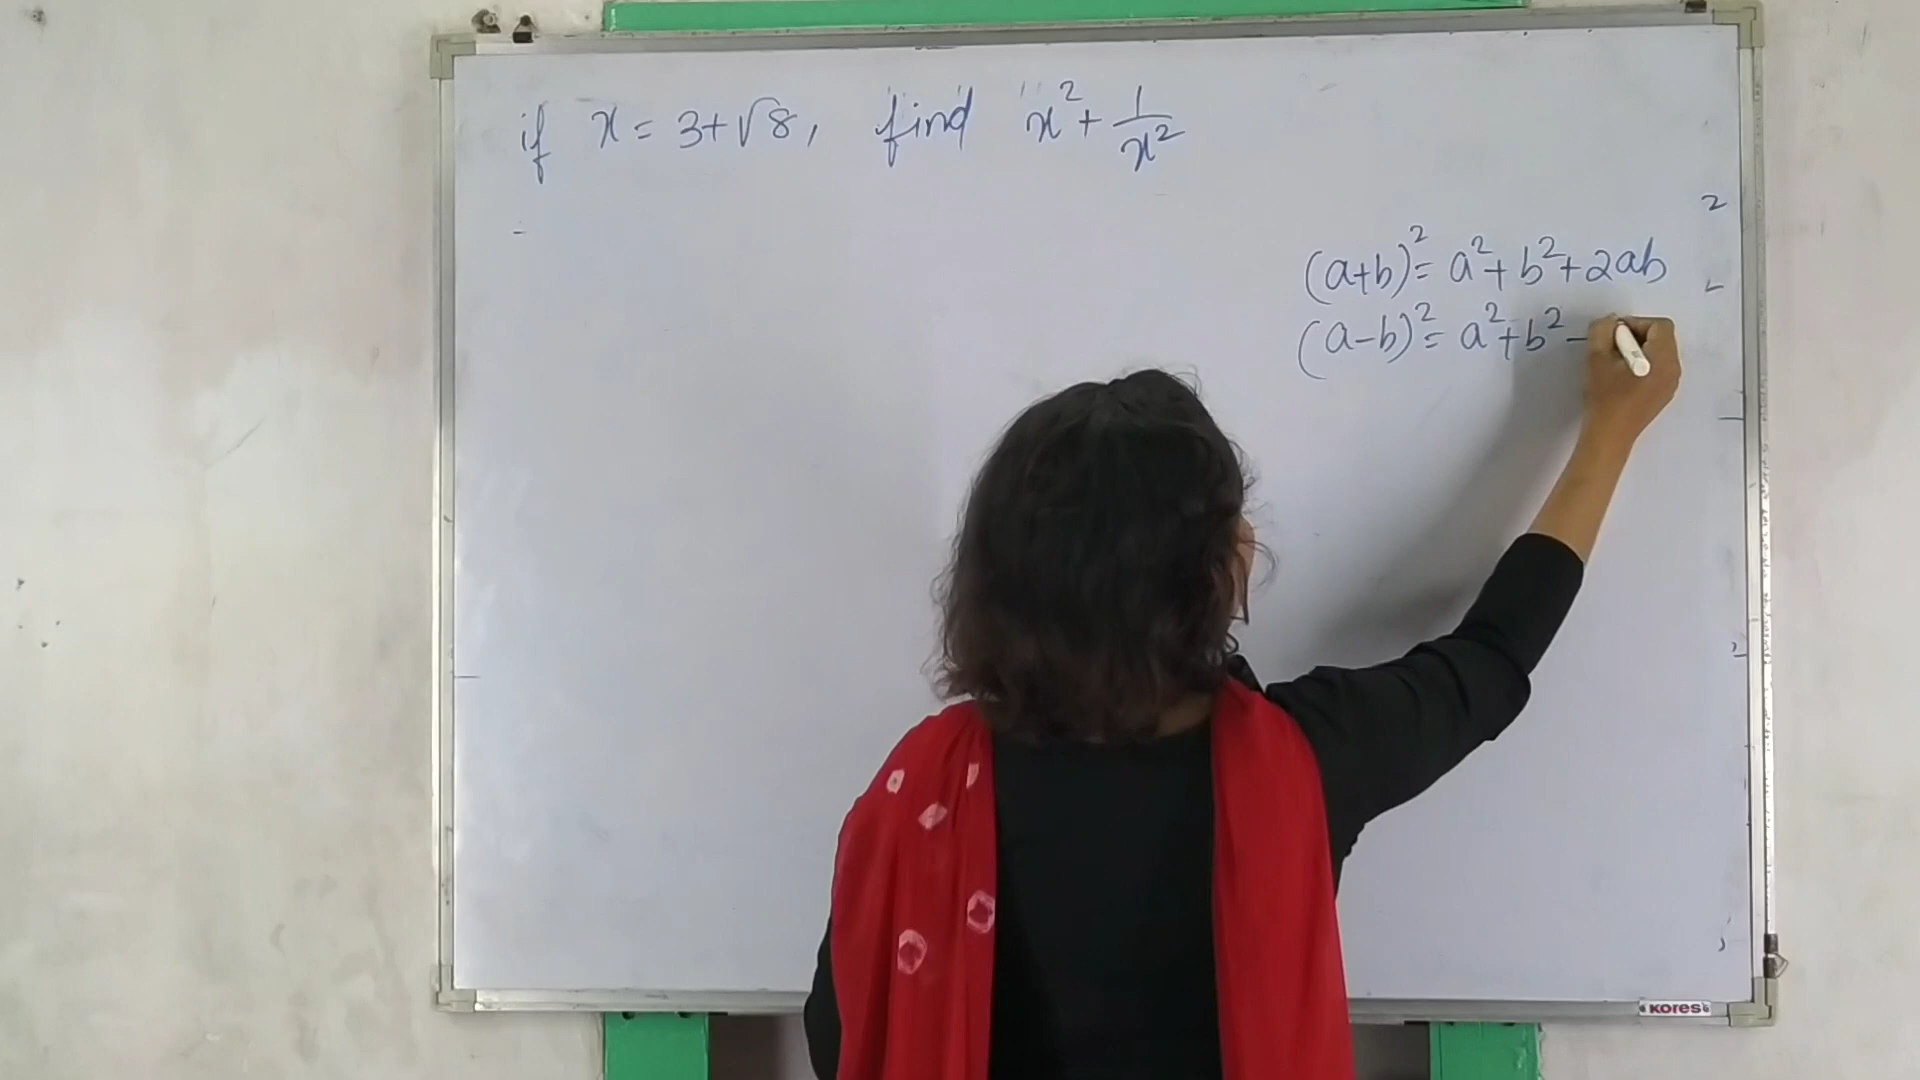 if x = 3+√8, find x² + 1/x²
(a+b)² = a² + b² + 2ab
(a-b)² = a² + b² -
KORES